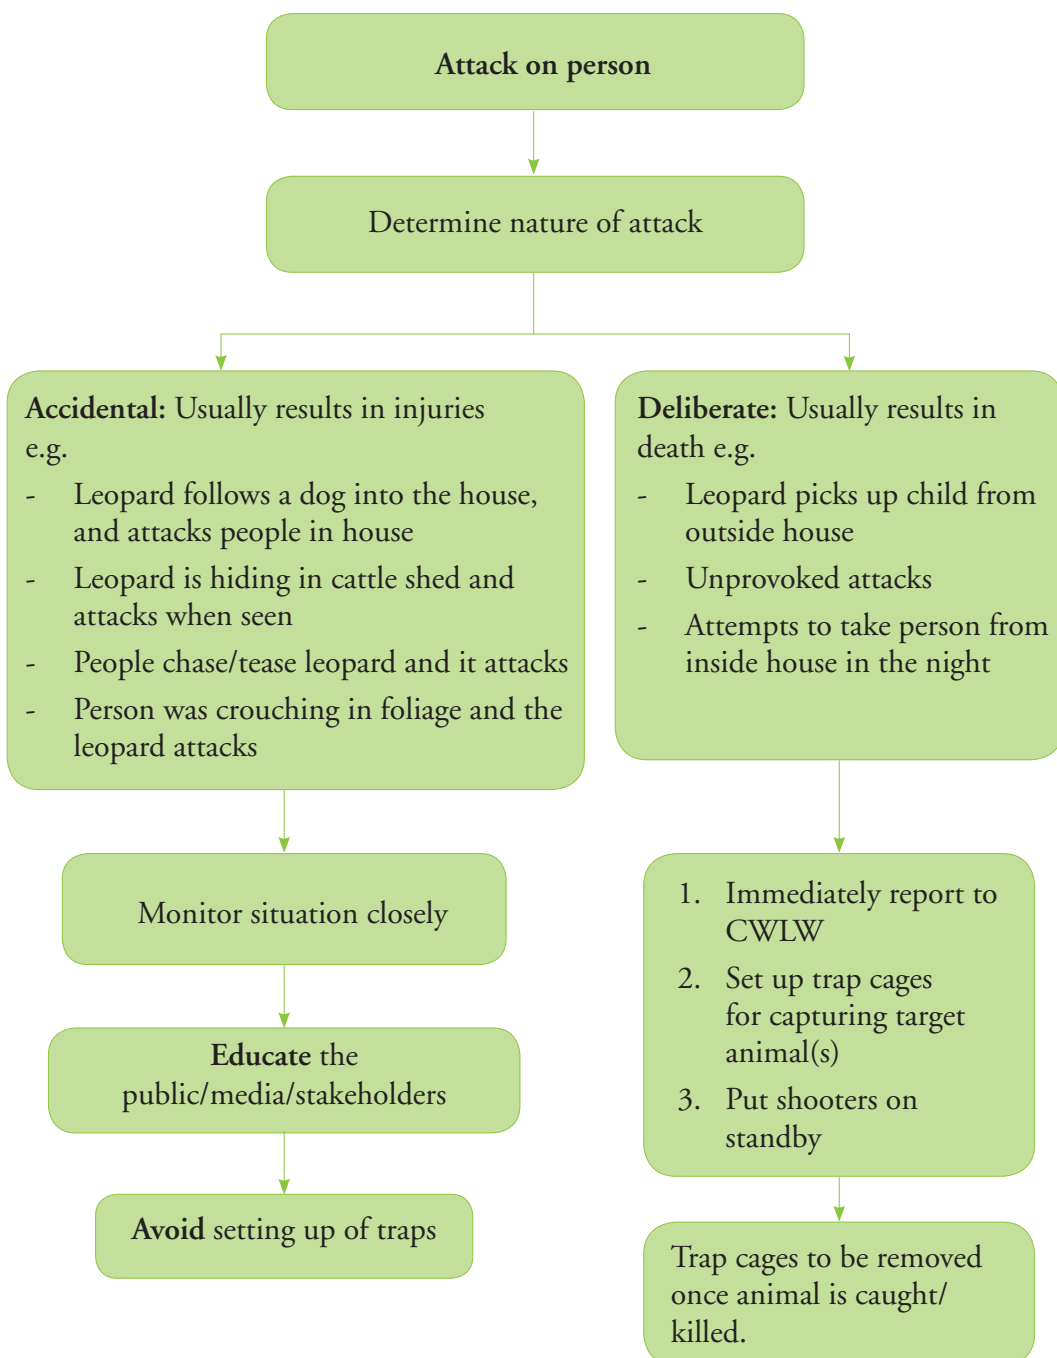 Attack on person
Determine nature of attack
Accidental: Usually results in injuries
e.g.
- Leopard follows a dog into the house,
and attacks people in house
- Leopard is hiding in cattle shed and
attacks when seen
- People chase/tease leopard and it attacks
- Person was crouching in foliage and the
leopard attacks
Monitor situation closely
Educate the
public/media/stakeholders
Avoid setting up of traps
Deliberate: Usually results in
death e.g.
- Leopard picks up child from
outside house
- Unprovoked attacks
- Attempts to take person from
inside house in the night
1. Immediately report to
CWLW
2. Set up trap cages
for capturing target
animal(s)
3. Put shooters on
standby
Trap cages to be removed
once animal is caught/
killed.